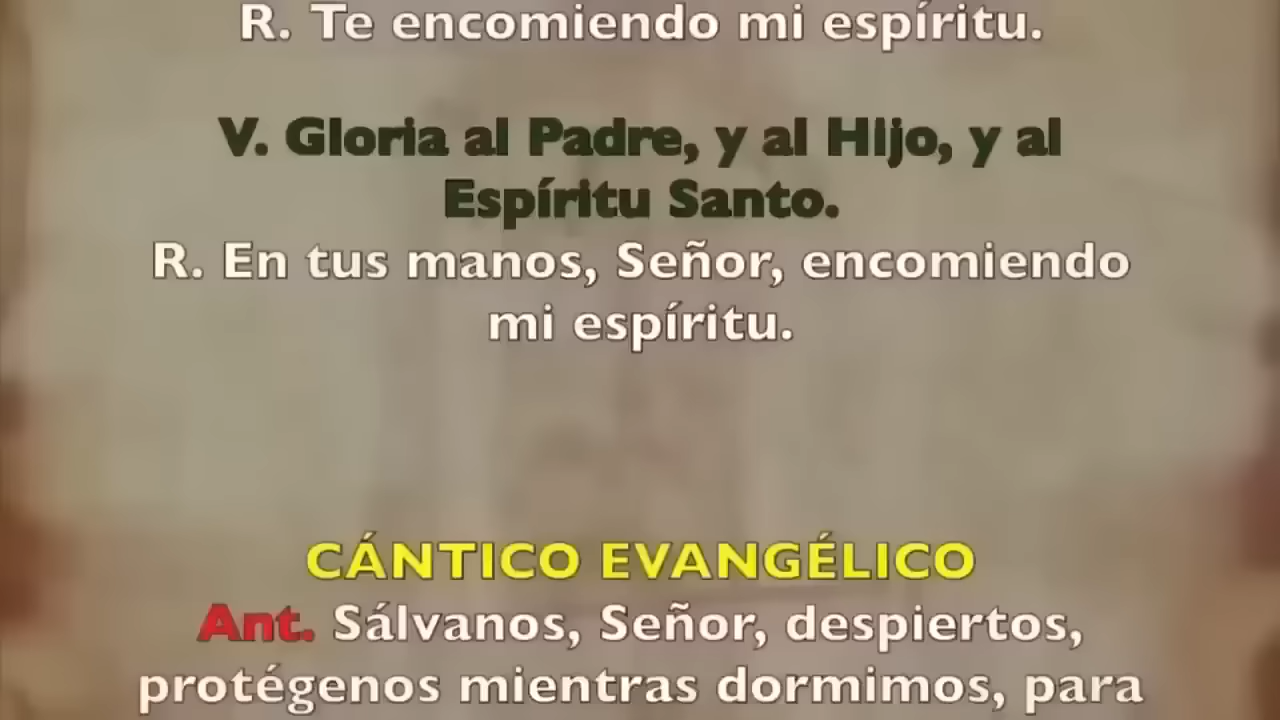 R. Te encomiendo mi espíritu.
V. Gloria al Padre, y al Hijo, y al
Espíritu Santo.
R. En tus manos, Señor, encomiendo
mi espíritu.
CÁNTICO EVANGÉLICO
Ant. Sálvanos, Señor, despiertos,
protégenos mientras dormimos, para